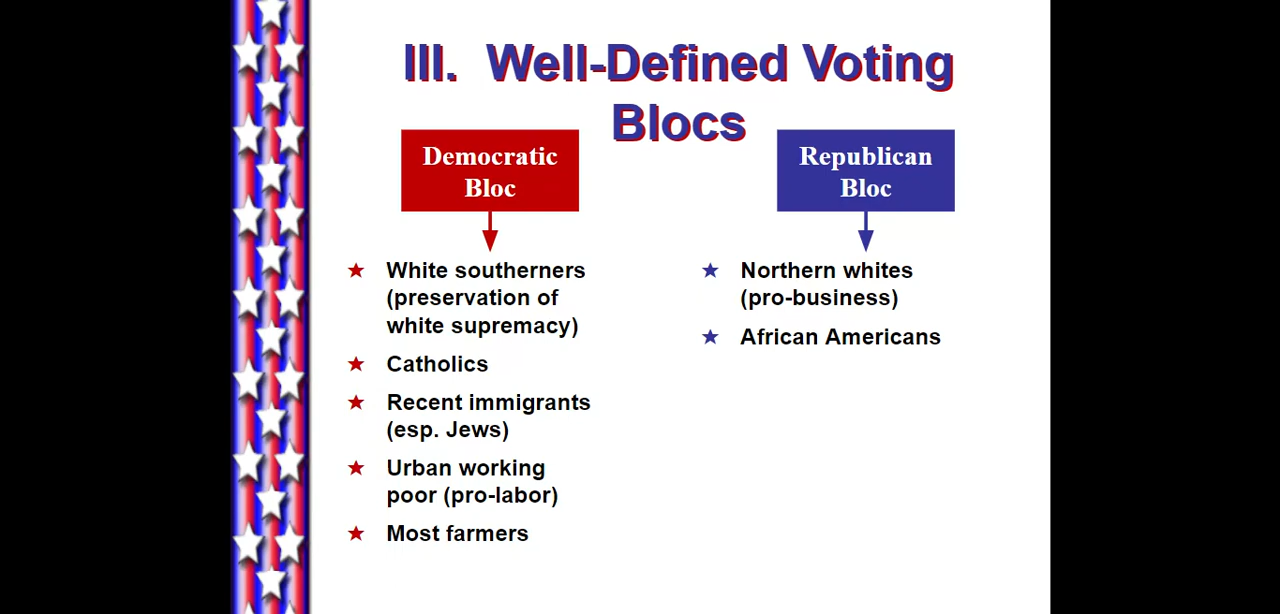 III. Well-Defined Voting
Blocs
Democratic
Bloc
White southerners
(preservation of
white supremacy)
Catholics
Recent immigrants
(esp. Jews)
Urban working
poor (pro-labor)
Most farmers
Republican
Bloc
Northern whites
(pro-business)
African Americans